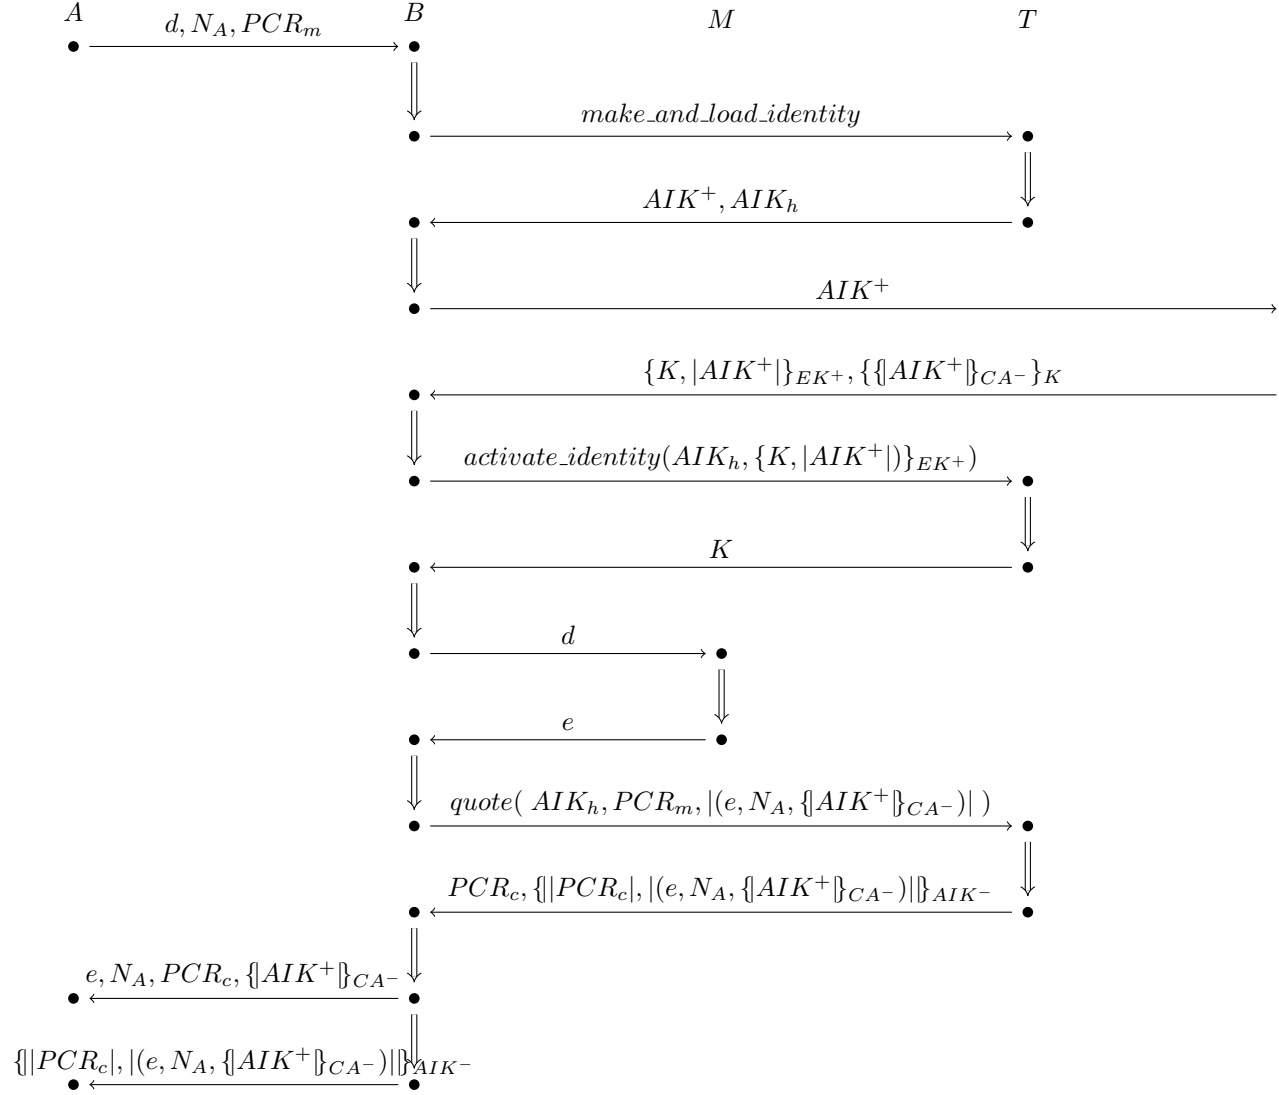 A B M T
d, N_A, PCR_m
make_and_load_identity
AIK^+, AIK_h
AIK^+
{K, |AIK^+|}_{EK^+}, {{|AIK^+|}_{CA^-}}_K
activate_identity(AIK_h, {K, |AIK^+|)}_{EK^+})
K
d
e
quote( AIK_h, PCR_m, |(e, N_A, {|AIK^+|}_{CA^-})| )
PCR_c, {||PCR_c|, |(e, N_A, {|AIK^+|}_{CA^-})||}_{AIK^-}
e, N_A, PCR_c, {|AIK^+|}_{CA^-}
{||PCR_c|, |(e, N_A, {|AIK^+|}_{CA^-})||}_{AIK^-}